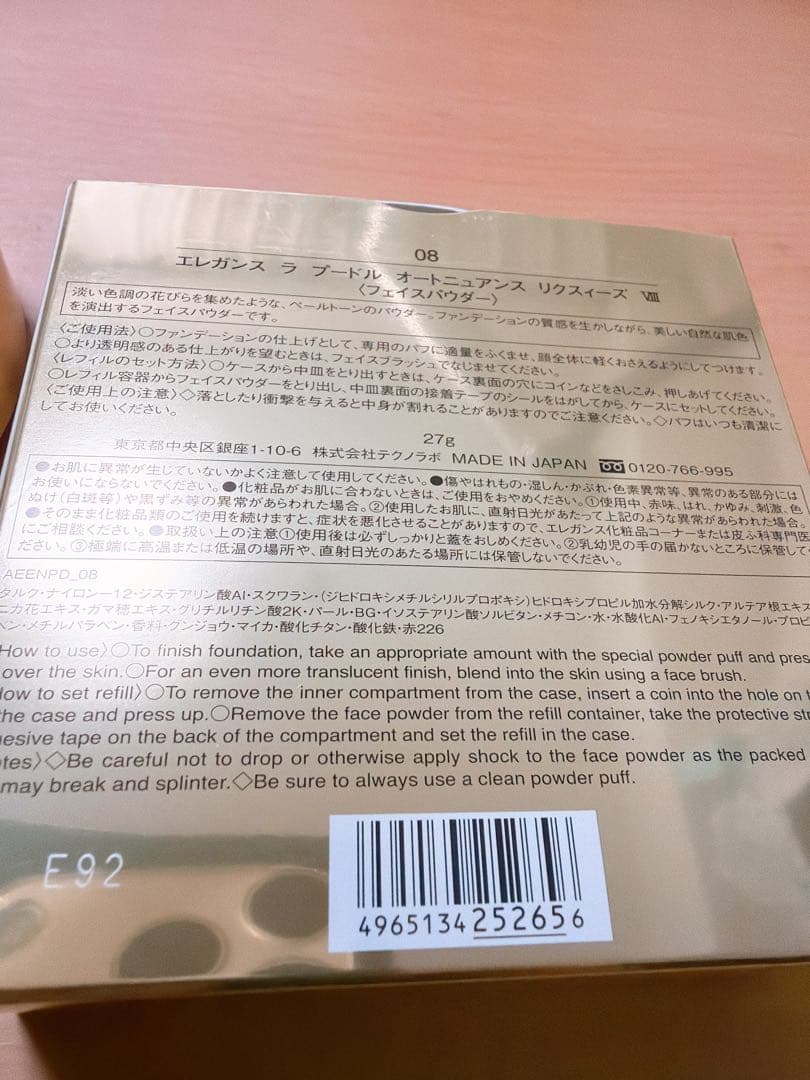 08
エレガンス ラ プードル オートニュアンス リクスィーズ Ⅷ
〈フェイスパウダー〉
淡い色調の花びらを集めたような、ペールトーンのパウダー。ファンデーションの質感を生かしながら、美しい自然な肌色
を演出するフェイスパウダーです。
〈ご使用法〉○ファンデーションの仕上げとして、専用のパフに適量をふくませ、顔全体に軽くおさえるようにしてつけます。
○より透明感のある仕上がりを望むときは、フェイスブラッシュでなじませてください。
〈レフィルのセット方法〉○ケースから中皿をとり出すときは、ケース裏面の穴にコインなどをさしこみ、押しあげてください。
○レフィル容器からフェイスパウダーをとり出し、中皿裏面の接着テープのシールをはがしてから、ケースにセットしてください。
〈ご使用上の注意〉◇落としたり衝撃を与えると中身が割れることがありますのでご注意ください。◇パフはいつも清潔に
してお使いください。
27g
東京都中央区銀座1-10-6 株式会社テクノラボ MADE IN JAPAN 0120-766-995
●お肌に異常が生じていないかよく注意して使用してください。●傷やはれもの・湿しん・かぶれ・色素異常等、異常のある部分には
お使いにならないでください。●化粧品がお肌に合わないときは、ご使用をおやめください。①使用中、赤味、はれ、かゆみ、刺激、色
ぬけ(白斑等)や黒ずみ等の異常があらわれた場合。②使用したお肌に、直射日光があたって上記のような異常があらわれた場合。
●そのまま化粧品類のご使用を続けますと、症状を悪化させることがありますので、エレガンス化粧品コーナーまたは皮ふ科専門医
にご相談ください。●取扱い上の注意①使用後は必ずしっかりと蓋をおしめください。②乳幼児の手の届かないところに保管して
ださい。③極端に高温または低温の場所や、直射日光のあたる場所には保管しないでください。
AEENPD_08
タルク・ナイロン-12・ジステアリン酸Al・スクワラン・(ジヒドロキシメチルシリルプロポキシ)ヒドロキシプロピル加水分解シルク・アルテア根エキス
ニカ花エキス・ガマ穂エキス・グリチルリチン酸2K・パール・BG・イソステアリン酸ソルビタン・メチコン・水・水酸化Al・フェノキシエタノール・プロピ
ベン・メチルパラベン・香料・グンジョウ・マイカ・酸化チタン・酸化鉄・赤226
How to use〉○To finish foundation, take an appropriate amount with the special powder puff and pres
over the skin.○For an even more translucent finish, blend into the skin using a face brush.
How to set refill〉○To remove the inner compartment from the case, insert a coin into the hole on t
the case and press up.○Remove the face powder from the refill container, take the protective str
hesive tape on the back of the compartment and set the refill in the case.
otes〉◇Be careful not to drop or otherwise apply shock to the face powder as the packed
may break and splinter.◇Be sure to always use a clean powder puff.
E92
4965134252656